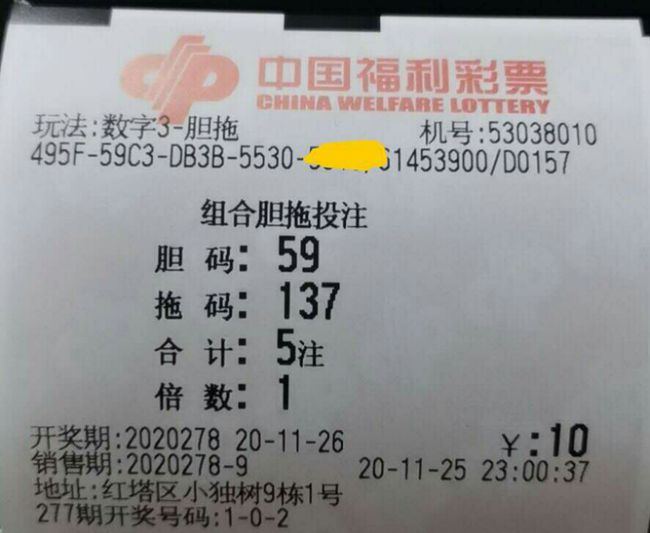 中国福利彩票
CHINA WELFARE LOTTERY
玩法:数字3-胆拖 机号:53038010
495F-59C3-DB3B-5530- 61453900/D0157
组合胆拖投注
胆 码: 59
拖 码: 137
合 计: 5注
倍 数: 1
开奖期:2020278 20-11-26 ¥:10
销售期:2020278-9 20-11-25 23:00:37
地址:红塔区小独树9栋1号
277期开奖号码:1-0-2